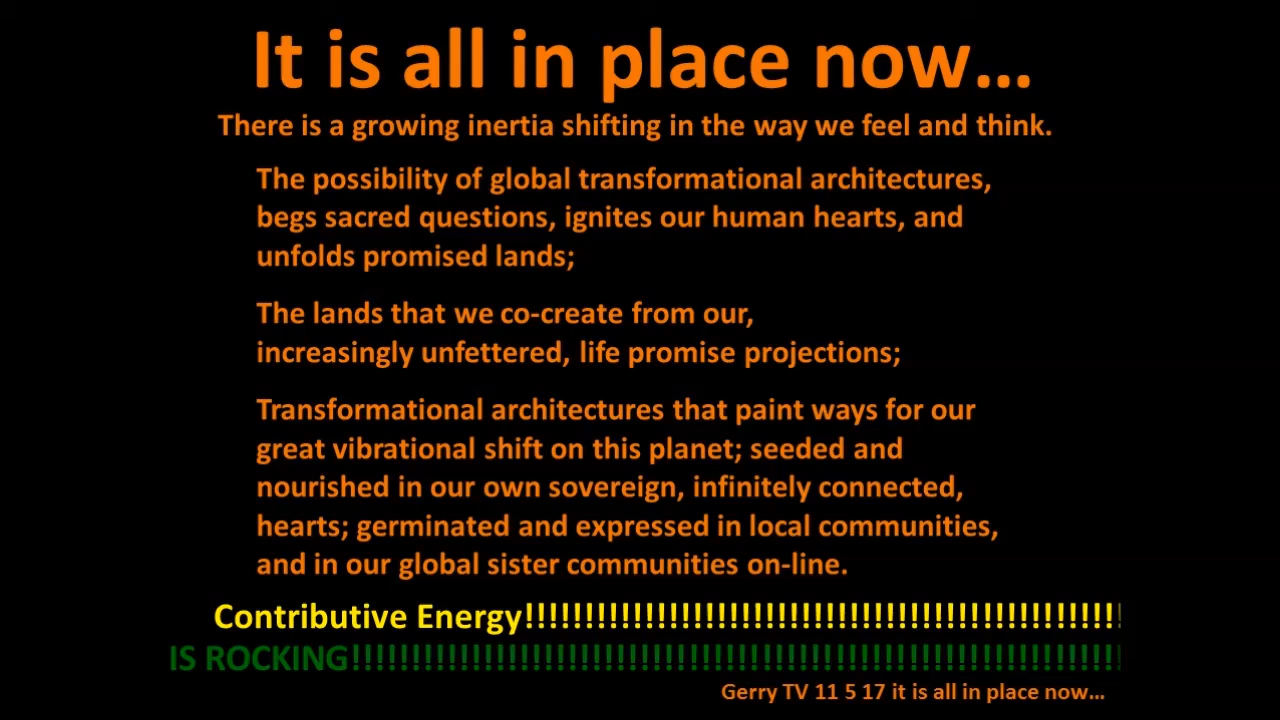 It is all in place now...
There is a growing inertia shifting in the way we feel and think.
The possibility of global transformational architectures,
begs sacred questions, ignites our human hearts, and
unfolds promised lands;
The lands that we co-create from our,
increasingly unfettered, life promise projections;
Transformational architectures that paint ways for our
great vibrational shift on this planet; seeded and
nourished in our own sovereign, infinitely connected,
hearts; germinated and expressed in local communities,
and in our global sister communities on-line.
Contributive Energy!!!!!!!!!!!!!!!!!!!!!!!!!!!!!!!!!!!!!!!!!!!!!!!!!!
IS ROCKING!!!!!!!!!!!!!!!!!!!!!!!!!!!!!!!!!!!!!!!!!!!!!!!!!!!!!!!!!!!!!!!!
Gerry TV 11 5 17 it is all in place now...